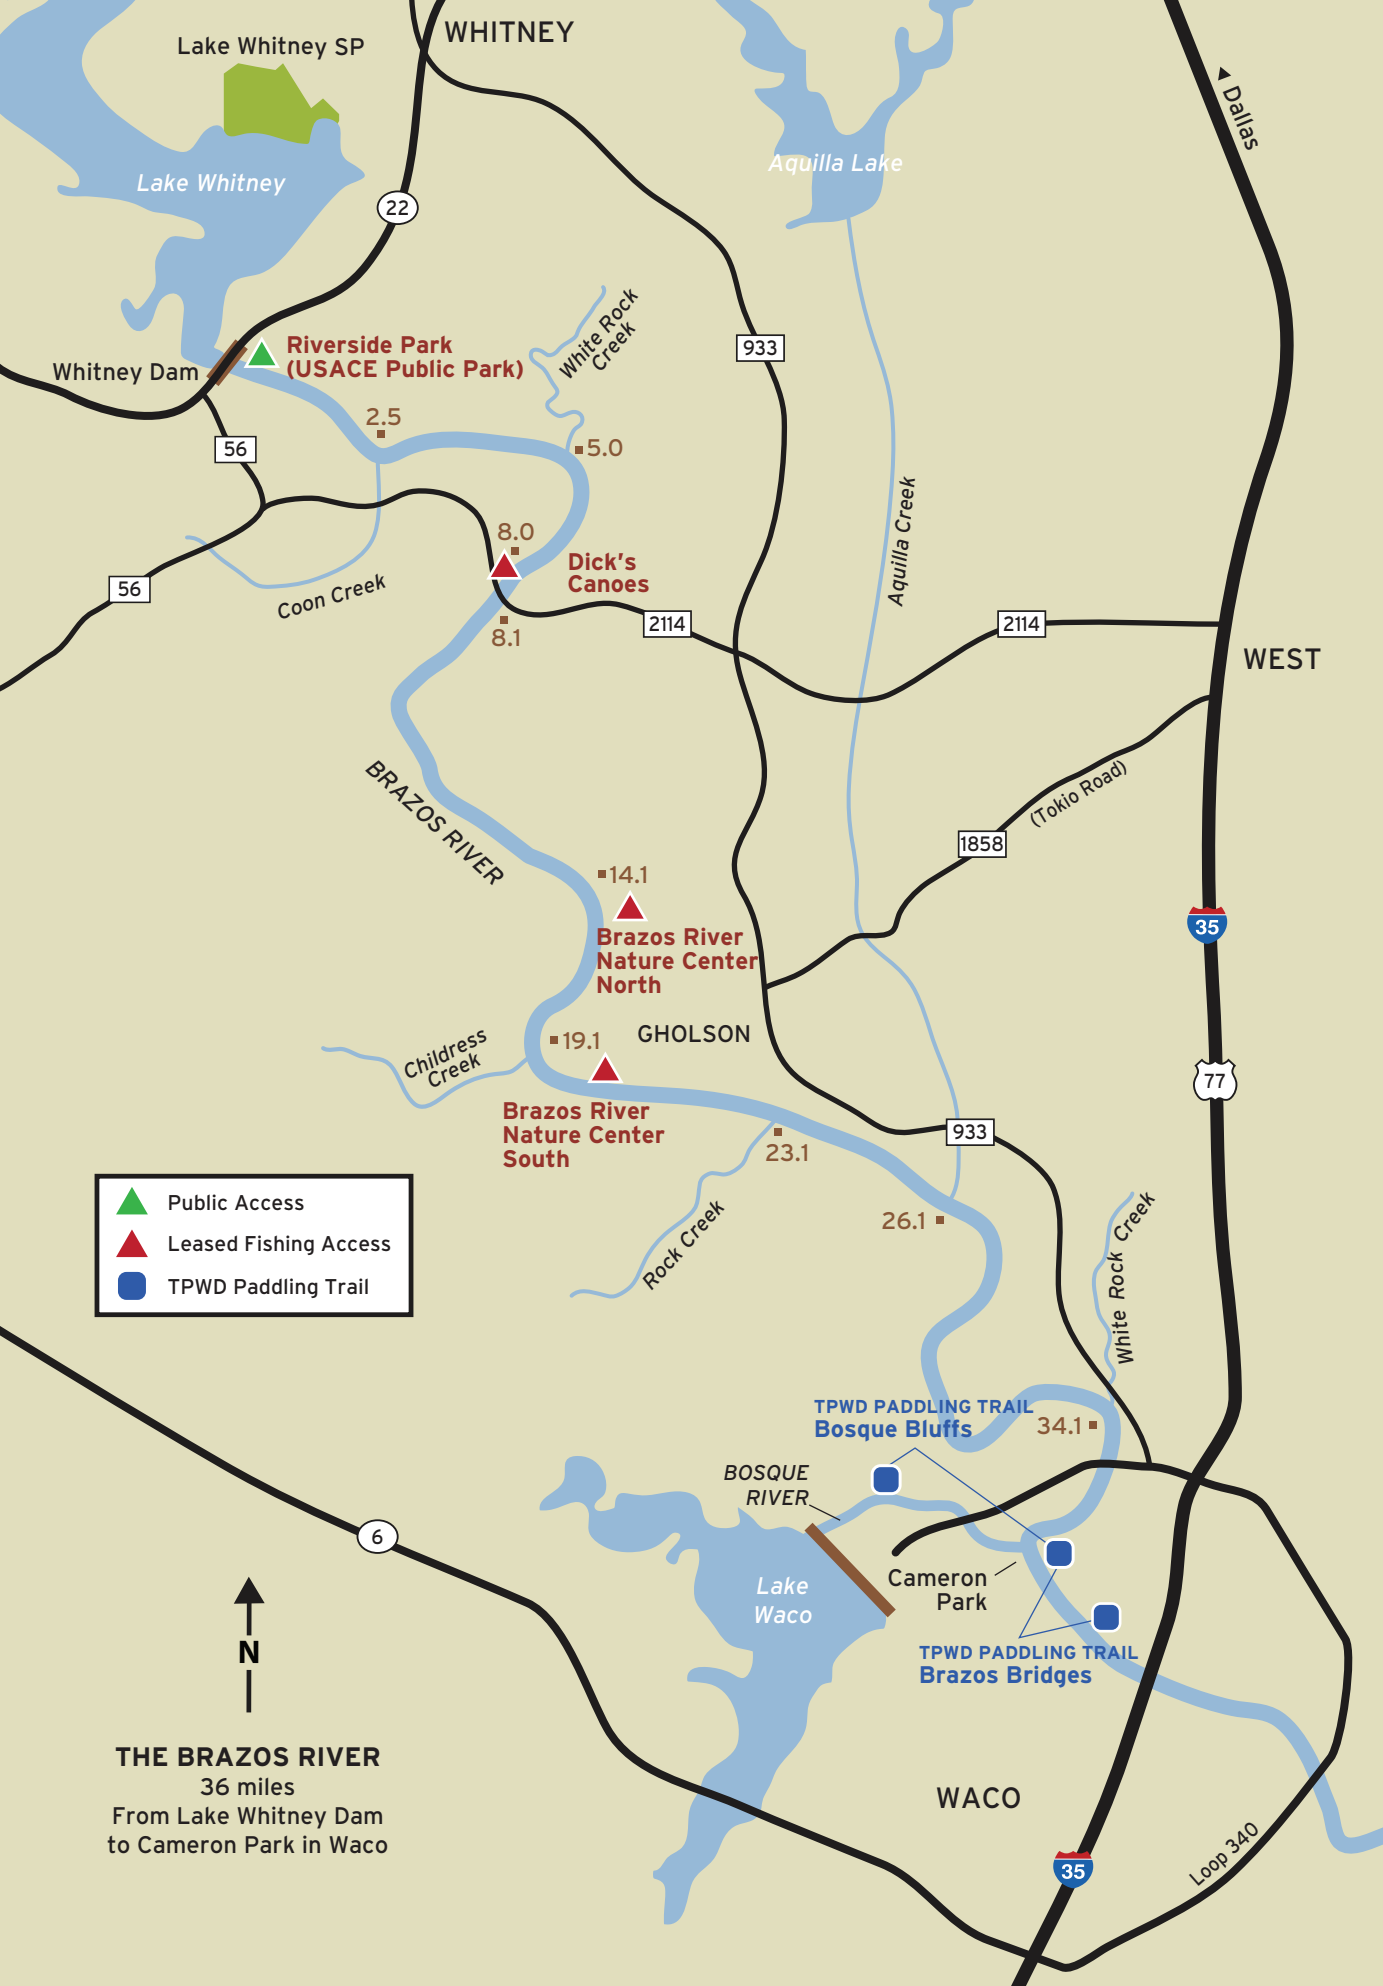 WHITNEY
Lake Whitney SP
Dallas
Aquilla Lake
Lake Whitney
22
White Rock
Creek
933
Riverside Park
(USACE Public Park)
Whitney Dam
2.5
5.0
56
8.0
Aquilla Creek
Dick's
Canoes
56
Coon Creek
2114
2114
8.1
WEST
BRAZOS RIVER
(Tokio Road)
1858
14.1
35
Brazos River
Nature Center
North
GHOLSON
19.1
Childress
Creek
77
Brazos River
Nature Center
South
933
23.1
Public Access
Leased Fishing Access
TPWD Paddling Trail
26.1
Rock Creek
White Rock Creek
TPWD PADDLING TRAIL
Bosque Bluffs
34.1
BOSQUE
RIVER
6
Lake
Waco
Cameron
Park
N
TPWD PADDLING TRAIL
Brazos Bridges
THE BRAZOS RIVER
36 miles
From Lake Whitney Dam
to Cameron Park in Waco
WACO
Loop 340
35